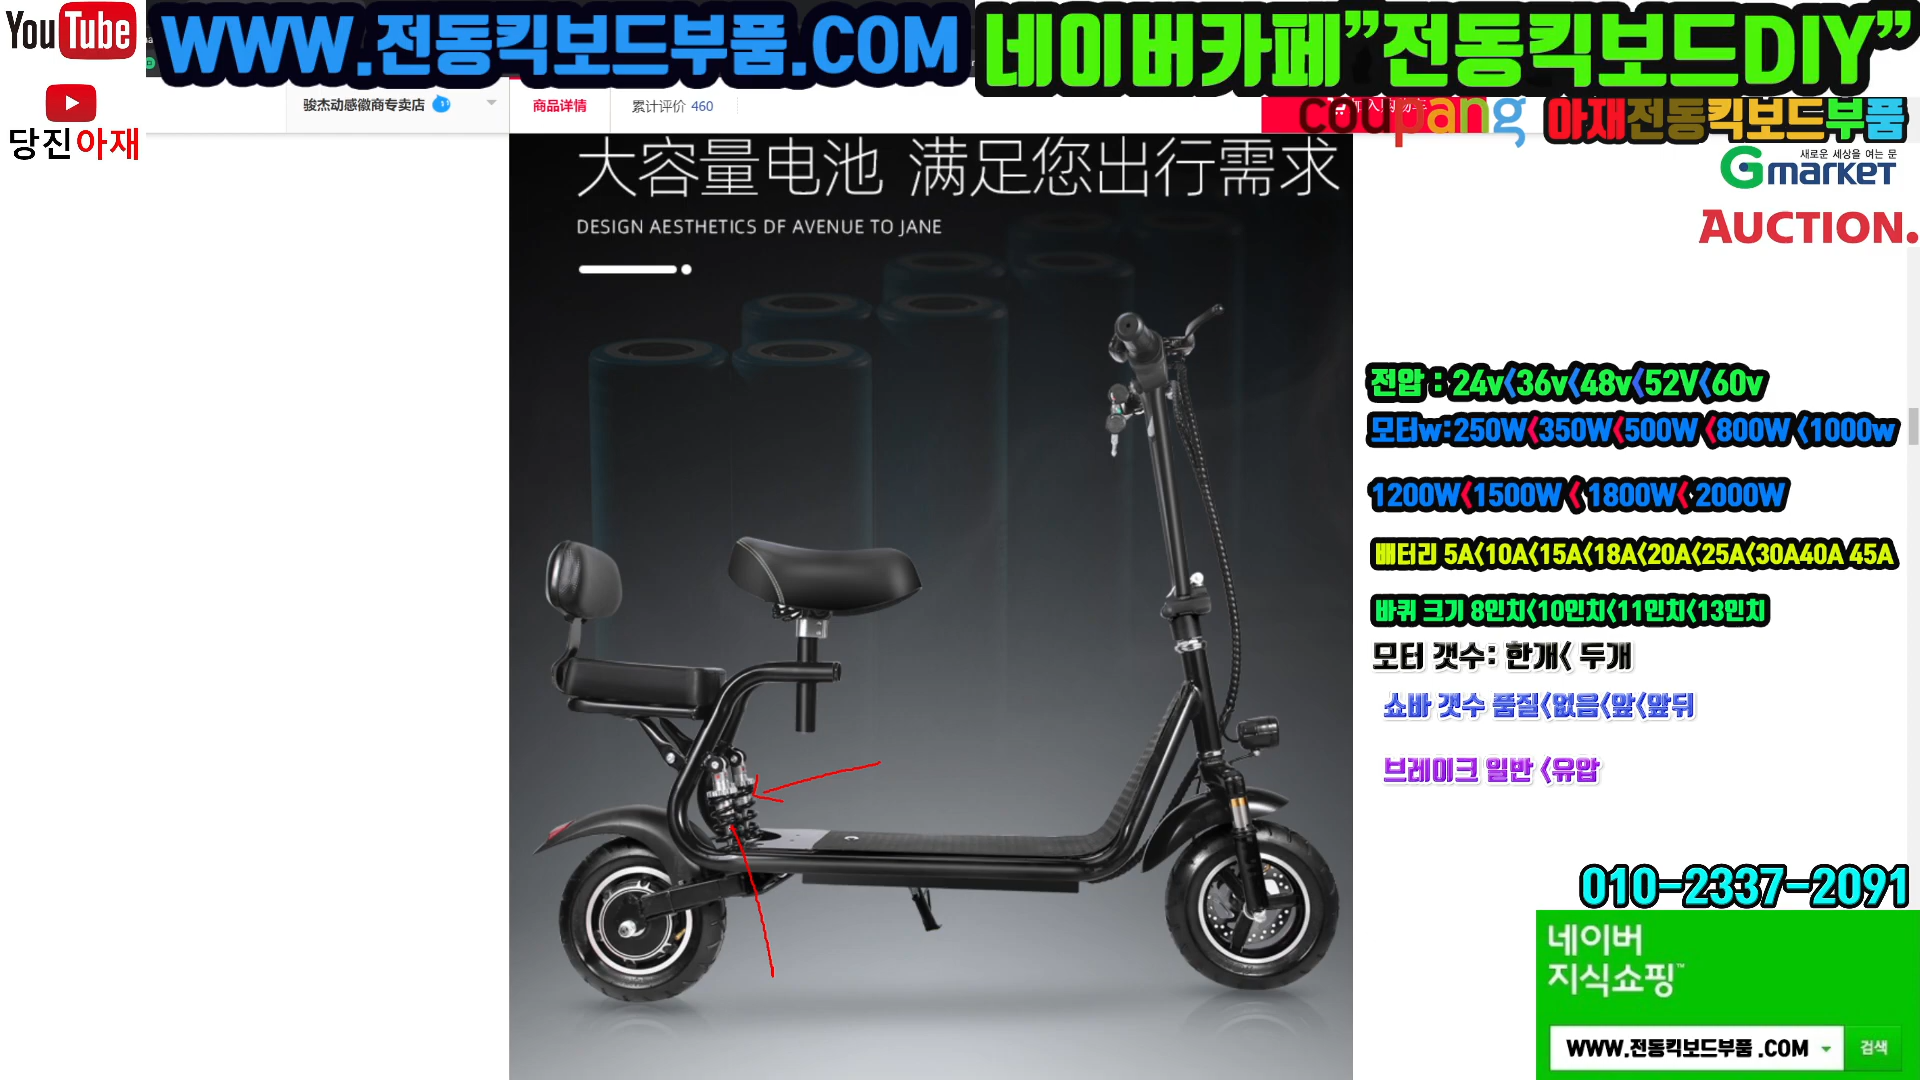 YouTube
당진아재
WWW.전동킥보드부품.COM
네이버카페"전동킥보드DIY"
骏杰动感徽商专卖店
商品详情
累计评价 460
coupang
아재전동킥보드부품
새로운 세상을 여는 문
Gmarket
AUCTION.
大容量电池 满足您出行需求
DESIGN AESTHETICS DF AVENUE TO JANE
전압 : 24v<36v<48v<52V<60v
모터w:250W<350W<500W <800W <1000w
1200W<1500W < 1800W< 2000W
배터리 5A<10A<15A<18A<20A<25A<30A40A 45A
바퀴 크기 8인치<10인치<11인치<13인치
모터 갯수: 한개< 두개
쇼바 갯수 품질<없음<앞<앞뒤
브레이크 일반 <유압
010-2337-2091
네이버
지식쇼핑™
WWW.전동킥보드부품 .COM
검색